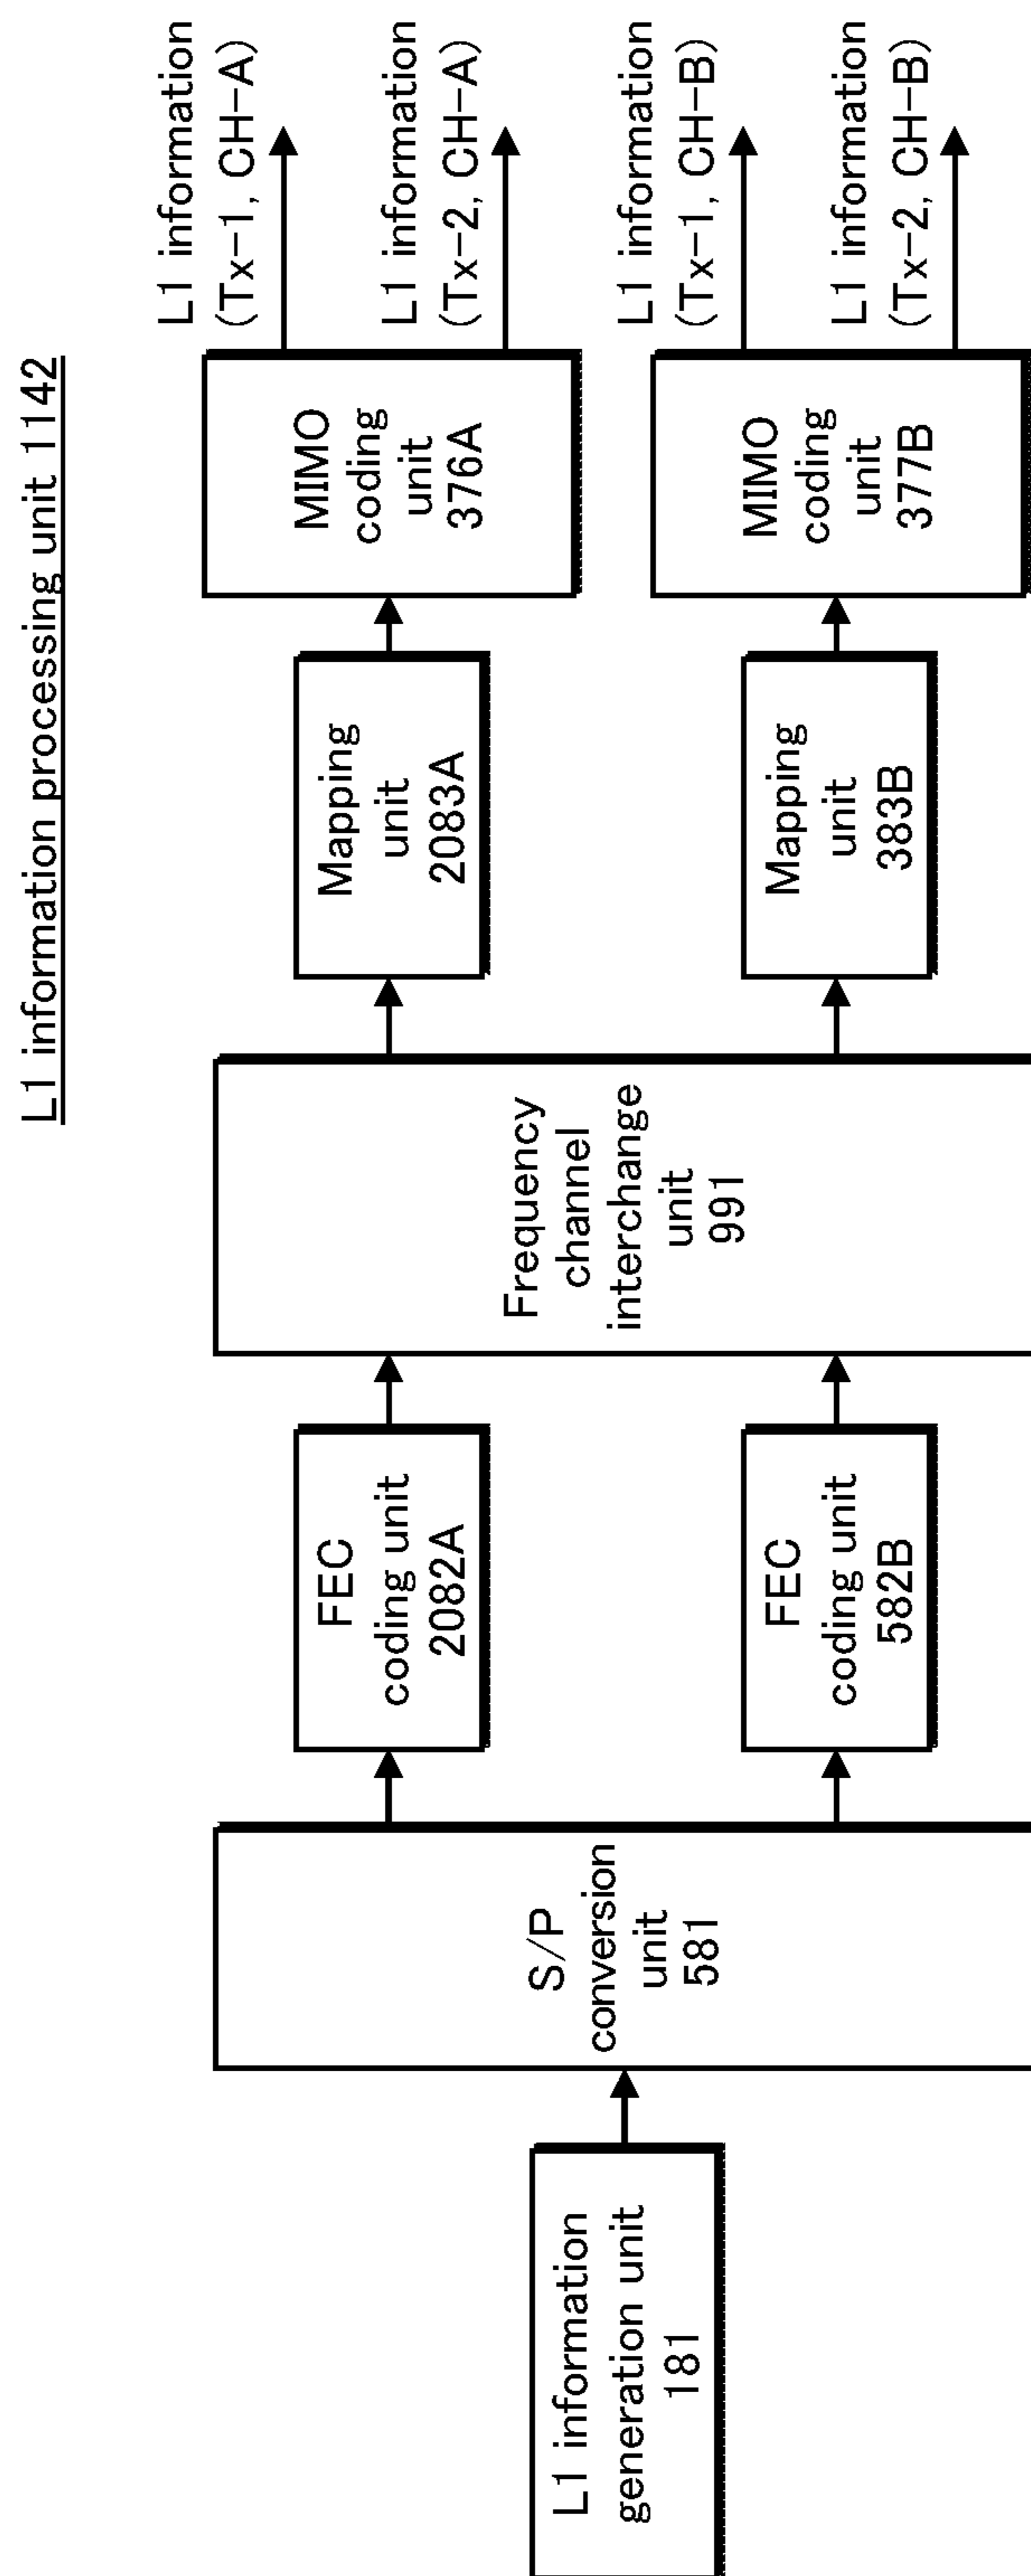 L1 information processing unit 1142
L1 information
generation unit
181
S/P
conversion
unit
581
FEC
coding unit
2082A
FEC
coding unit
582B
Frequency
channel
interchange
unit
991
Mapping
unit
2083A
Mapping
unit
383B
MIMO
coding
unit
376A
MIMO
coding
unit
377B
L1 information
(Tx-1, CH-A)
L1 information
(Tx-2, CH-A)
L1 information
(Tx-1, CH-B)
L1 information
(Tx-2, CH-B)